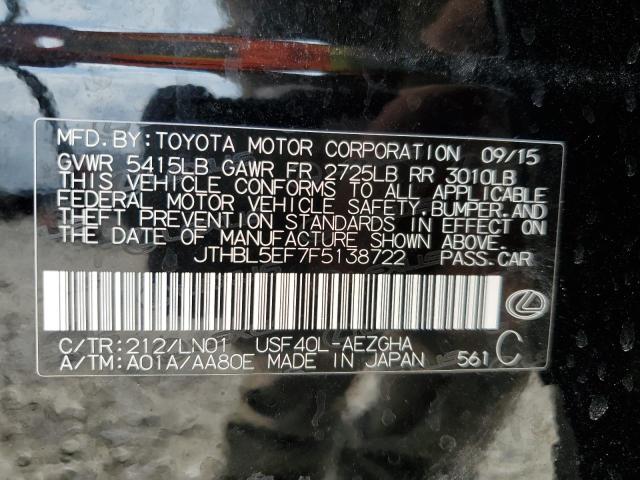 MFD.BY:TOYOTA MOTOR CORPORATION 09/15
GVWR 5415LB GAWR FR 2725LB RR 3010LB
THIS VEHICLE CONFORMS TO ALL APPLICABLE
FEDERAL MOTOR VEHICLE SAFETY,BUMPER,AND
THEFT PREVENTION STANDARDS IN EFFECT ON
THE DATE OF MANUFACTURE SHOWN ABOVE.
JTHBL5EF7F5138722 PASS.CAR
C/TR:212/LN01 USF40L-AEZGHA
A/TM:A01A/AA80E MADE IN JAPAN 561 C